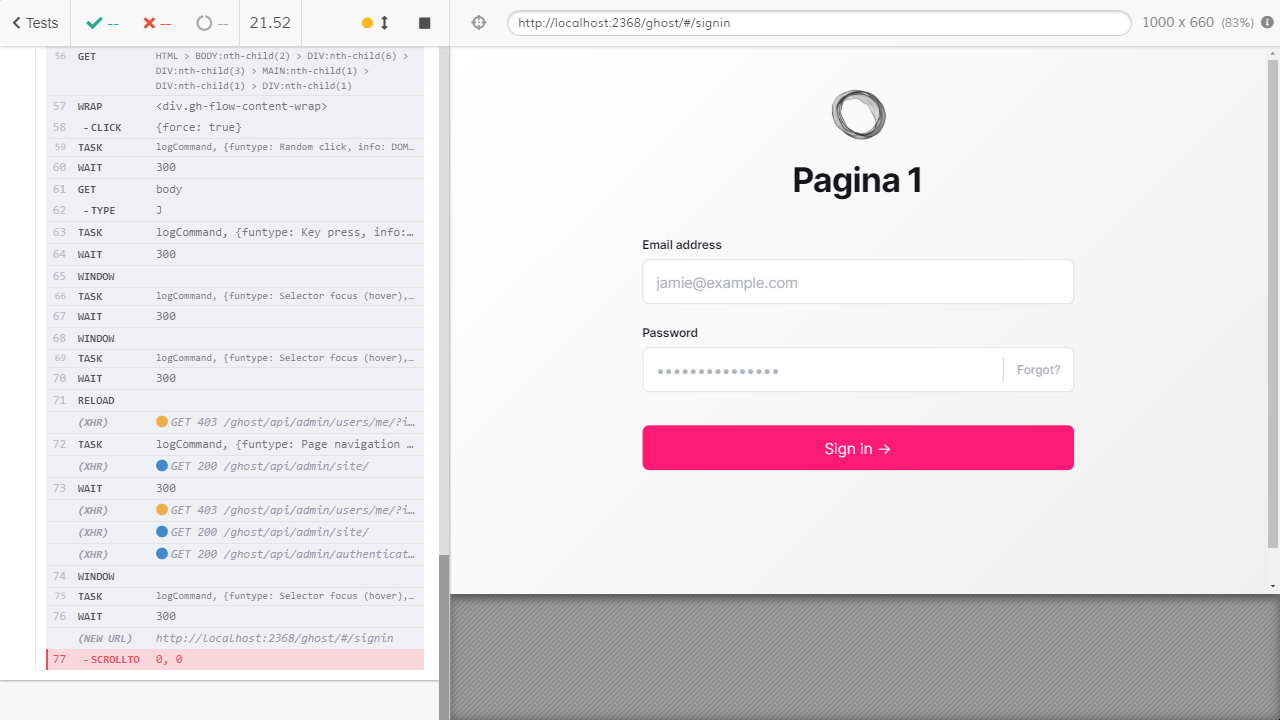 Tests
--
--
--
21.52
http://localhost:2368/ghost/#/signin
1000 x 660 (83%)
56 GET HTML > BODY:nth-child(2) > DIV:nth-child(6) >
DIV:nth-child(3) > MAIN:nth-child(1) >
DIV:nth-child(1) > DIV:nth-child(1)
57 WRAP <div.gh-flow-content-wrap>
58 -CLICK {force: true}
59 TASK logCommand, {funtype: Random click, info: DOM…
60 WAIT 300
61 GET body
62 -TYPE J
63 TASK logCommand, {funtype: Key press, info:…
64 WAIT 300
65 WINDOW
66 TASK logCommand, {funtype: Selector focus (hover),…
67 WAIT 300
68 WINDOW
69 TASK logCommand, {funtype: Selector focus (hover),…
70 WAIT 300
71 RELOAD
(XHR) GET 403 /ghost/api/admin/users/me/?i…
72 TASK logCommand, {funtype: Page navigation …
(XHR) GET 200 /ghost/api/admin/site/
73 WAIT 300
(XHR) GET 403 /ghost/api/admin/users/me/?i…
(XHR) GET 200 /ghost/api/admin/site/
(XHR) GET 200 /ghost/api/admin/authenticat…
74 WINDOW
75 TASK logCommand, {funtype: Selector focus (hover),…
76 WAIT 300
(NEW URL) http://localhost:2368/ghost/#/signin
77 -SCROLLTO 0, 0
Pagina 1
Email address
jamie@example.com
Password
•••••••••••••••
Forgot?
Sign in →